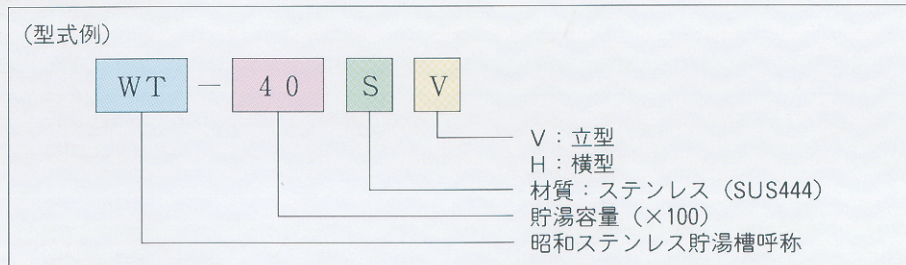 (型式例)
WT - 40 S V
V:立型
H:横型
材質:ステンレス(SUS444)
貯湯容量(×100)
昭和ステンレス貯湯槽呼称